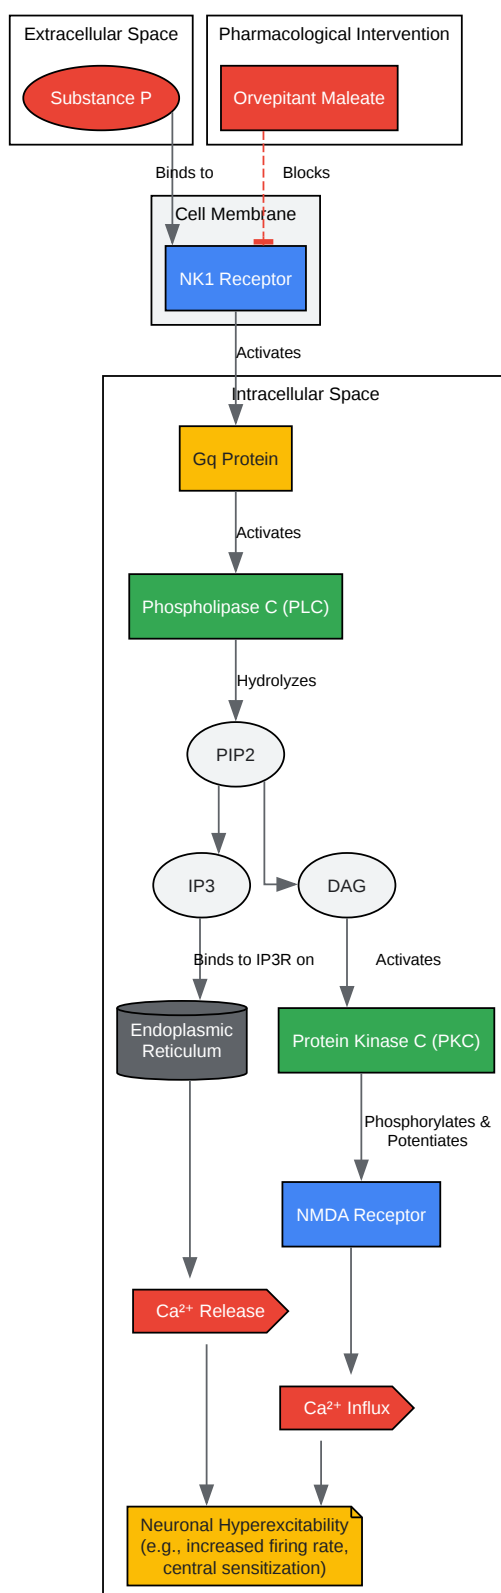 Extracellular Space
Pharmacological Intervention
Substance P
Orvepitant Maleate
Binds to
Blocks
Cell Membrane
NK1 Receptor
Activates
Intracellular Space
Gq Protein
Activates
Phospholipase C (PLC)
Hydrolyzes
PIP2
IP3
DAG
Binds to IP3R on
Activates
Endoplasmic
Reticulum
Protein Kinase C (PKC)
Phosphorylates &
Potentiates
NMDA Receptor
Ca²⁺ Release
Ca²⁺ Influx
Neuronal Hyperexcitability
(e.g., increased firing rate,
central sensitization)